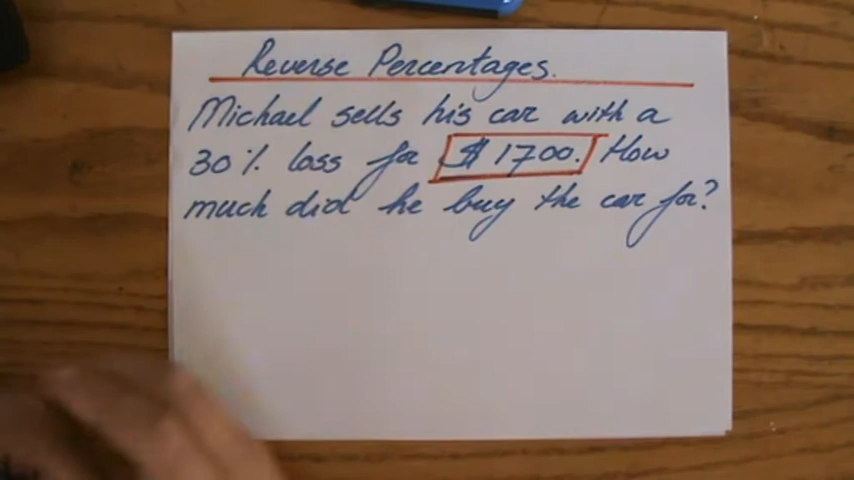 Reverse Percentages.
Michael sells his car with a
30% loss for $1700. How
much did he buy the car for?